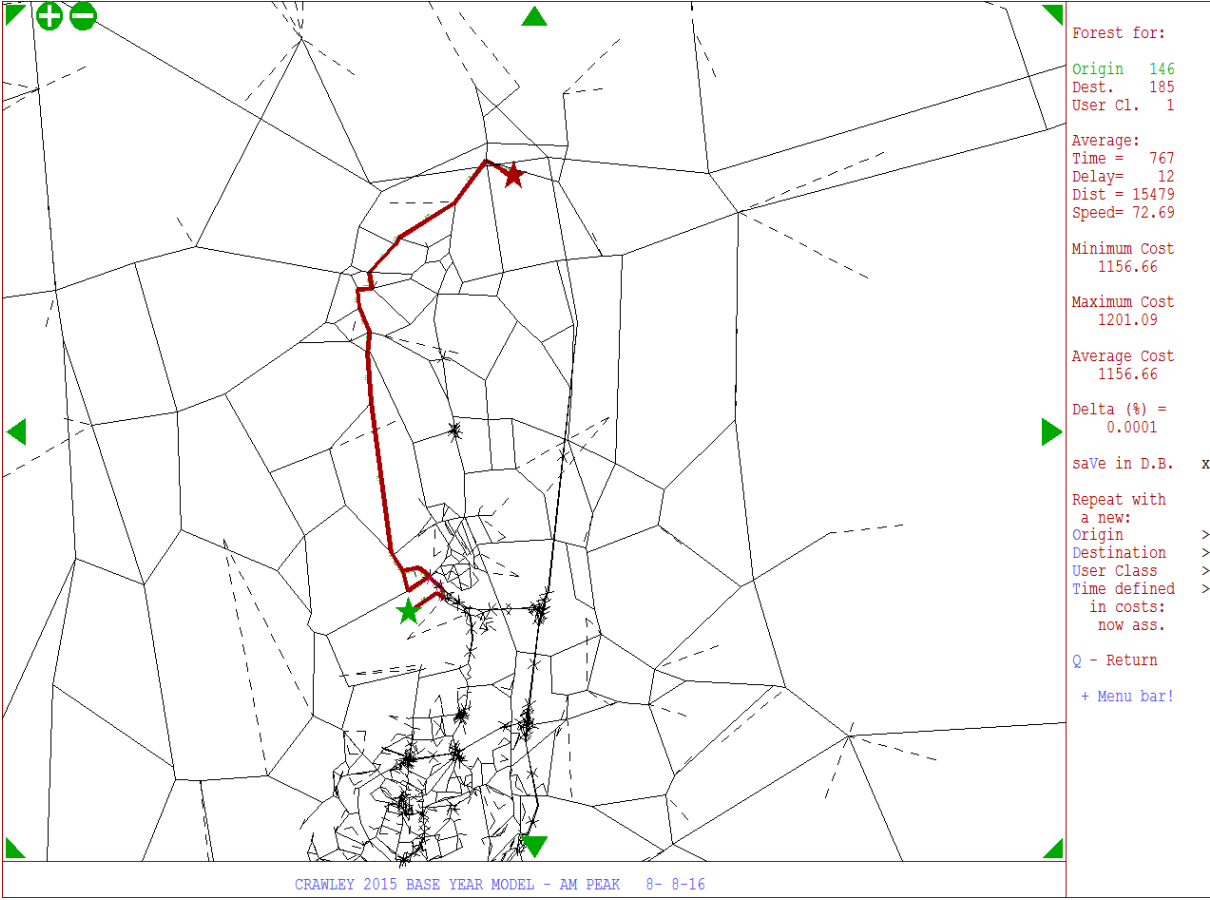 Forest for:
Origin 146
Dest. 185
User Cl. 1
Average:
Time = 767
Delay= 12
Dist = 15479
Speed= 72.69
Minimum Cost
1156.66
Maximum Cost
1201.09
Average Cost
1156.66
Delta (%) =
0.0001
saVe in D.B. x
Repeat with
a new:
Origin >
Destination >
User Class >
Time defined >
in costs:
now ass.
Q - Return
+ Menu bar!
CRAWLEY 2015 BASE YEAR MODEL - AM PEAK 8- 8-16